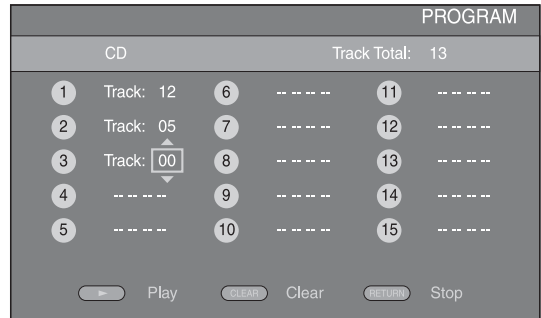 PROGRAM
CD Track Total: 13
1 Track: 12 6 -- -- -- -- 11 -- -- -- --
2 Track: 05 7 -- -- -- -- 12 -- -- -- --
3 Track: 00 8 -- -- -- -- 13 -- -- -- --
4 -- -- -- -- 9 -- -- -- -- 14 -- -- -- --
5 -- -- -- -- 10 -- -- -- -- 15 -- -- -- --
Play CLEAR Clear RETURN Stop